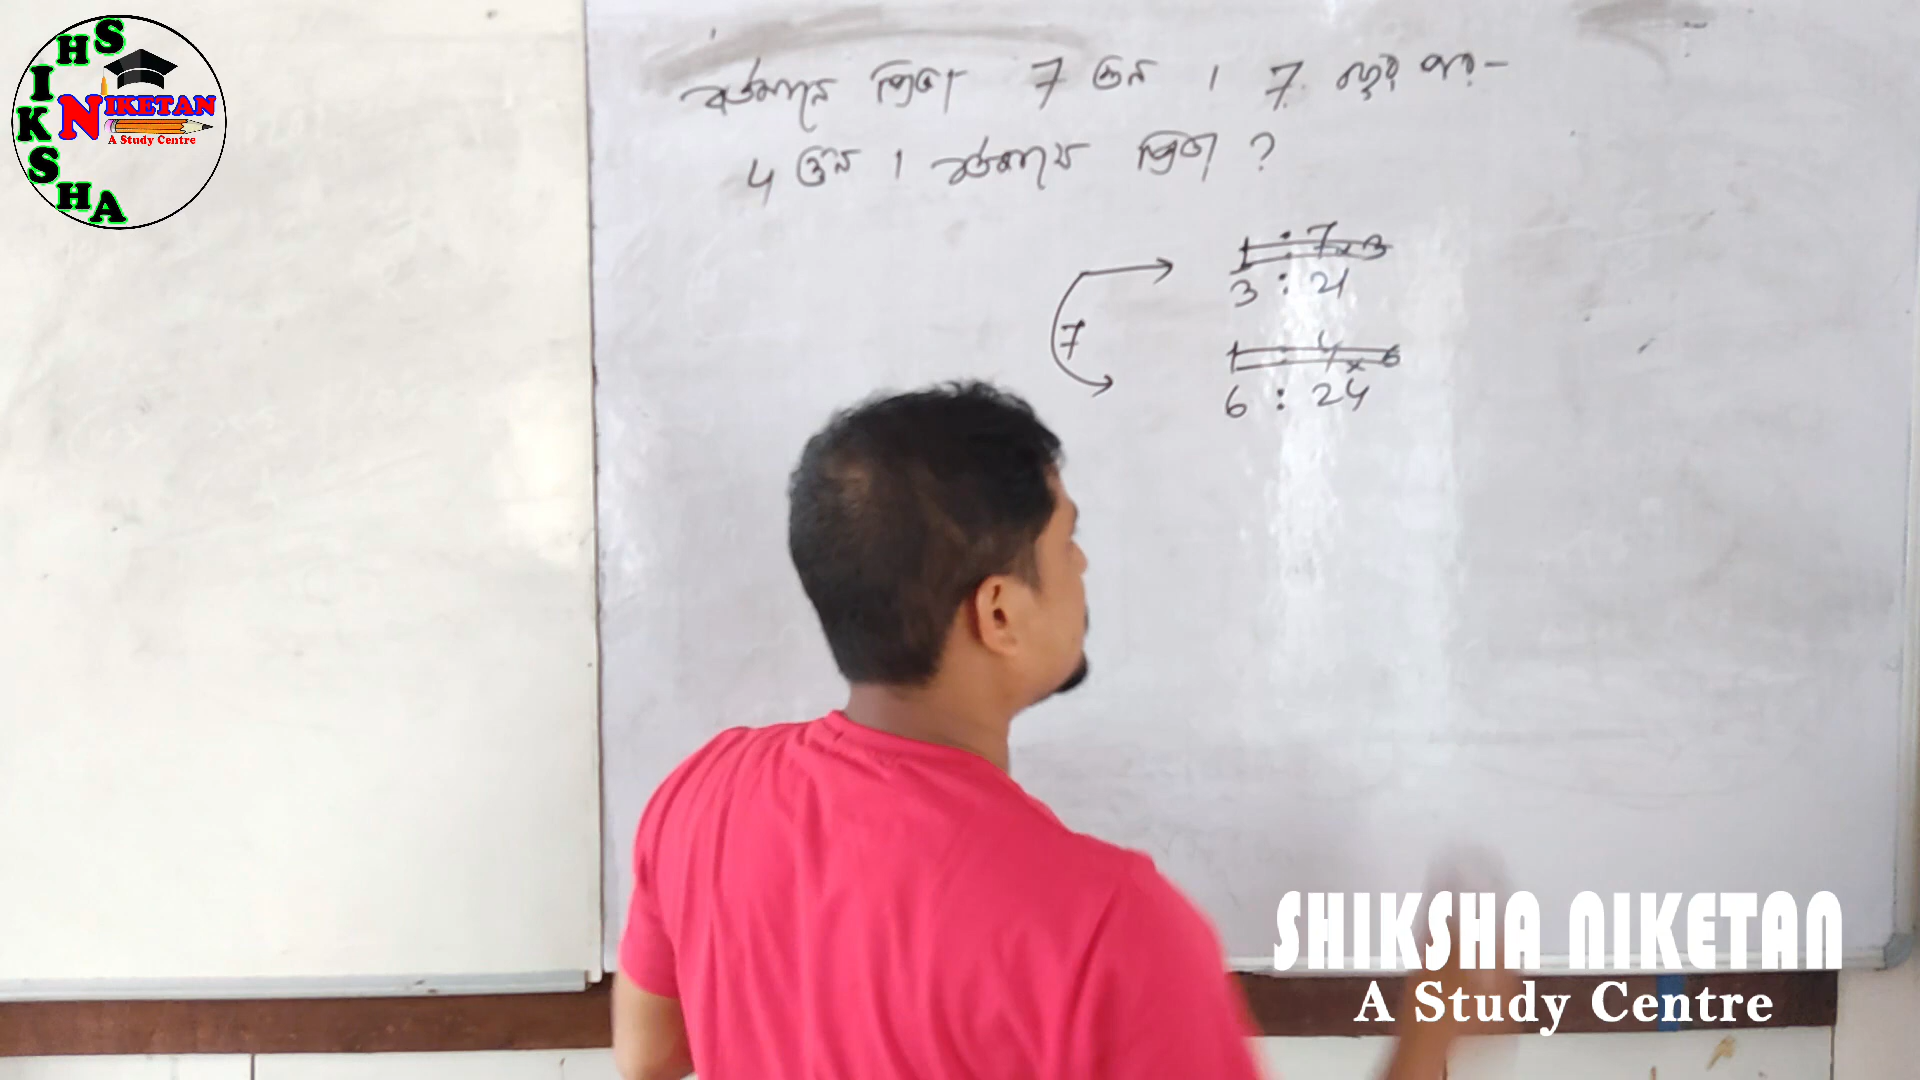 SHIKSHA
NIKETAN
A Study Centre
বর্তমানে পিতা 7 গুন । 7 বছর পর-
4 গুন । বর্তমানে পিতা ?
1 : 7 x 3
3 : 21
7
1 : 4 x 6
6 : 24
SHIKSHA NIKETAN
A Study Centre